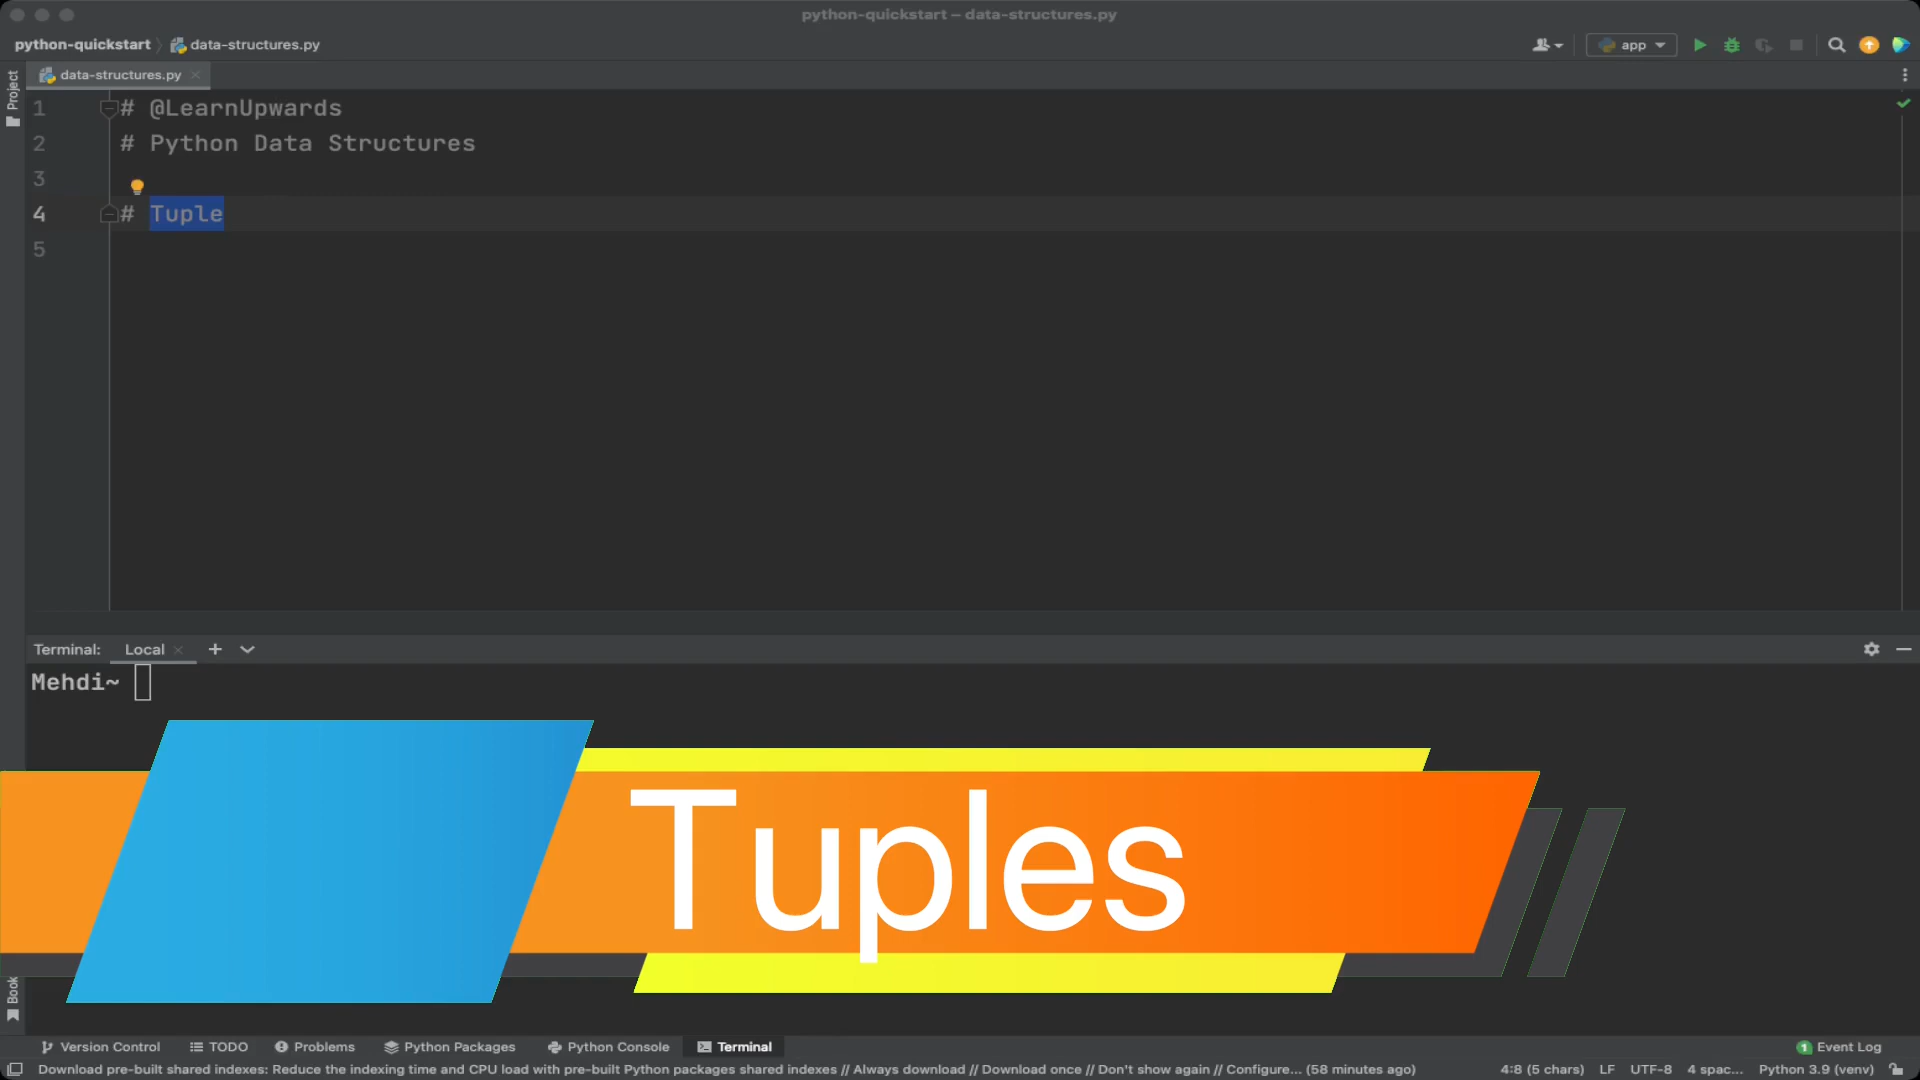 python-quickstart – data-structures.py
python-quickstart
data-structures.py
app
data-structures.py
Project
1 # @LearnUpwards
2 # Python Data Structures
3
4 # Tuple
5
Terminal: Local
Mehdi~
Tuples
Book
Version Control TODO Problems Python Packages Python Console Terminal
1 Event Log
Download pre-built shared indexes: Reduce the indexing time and CPU load with pre-built Python packages shared indexes // Always download // Download once // Don't show again // Configure... (58 minutes ago)
4:8 (5 chars) LF UTF-8 4 spac... Python 3.9 (venv)